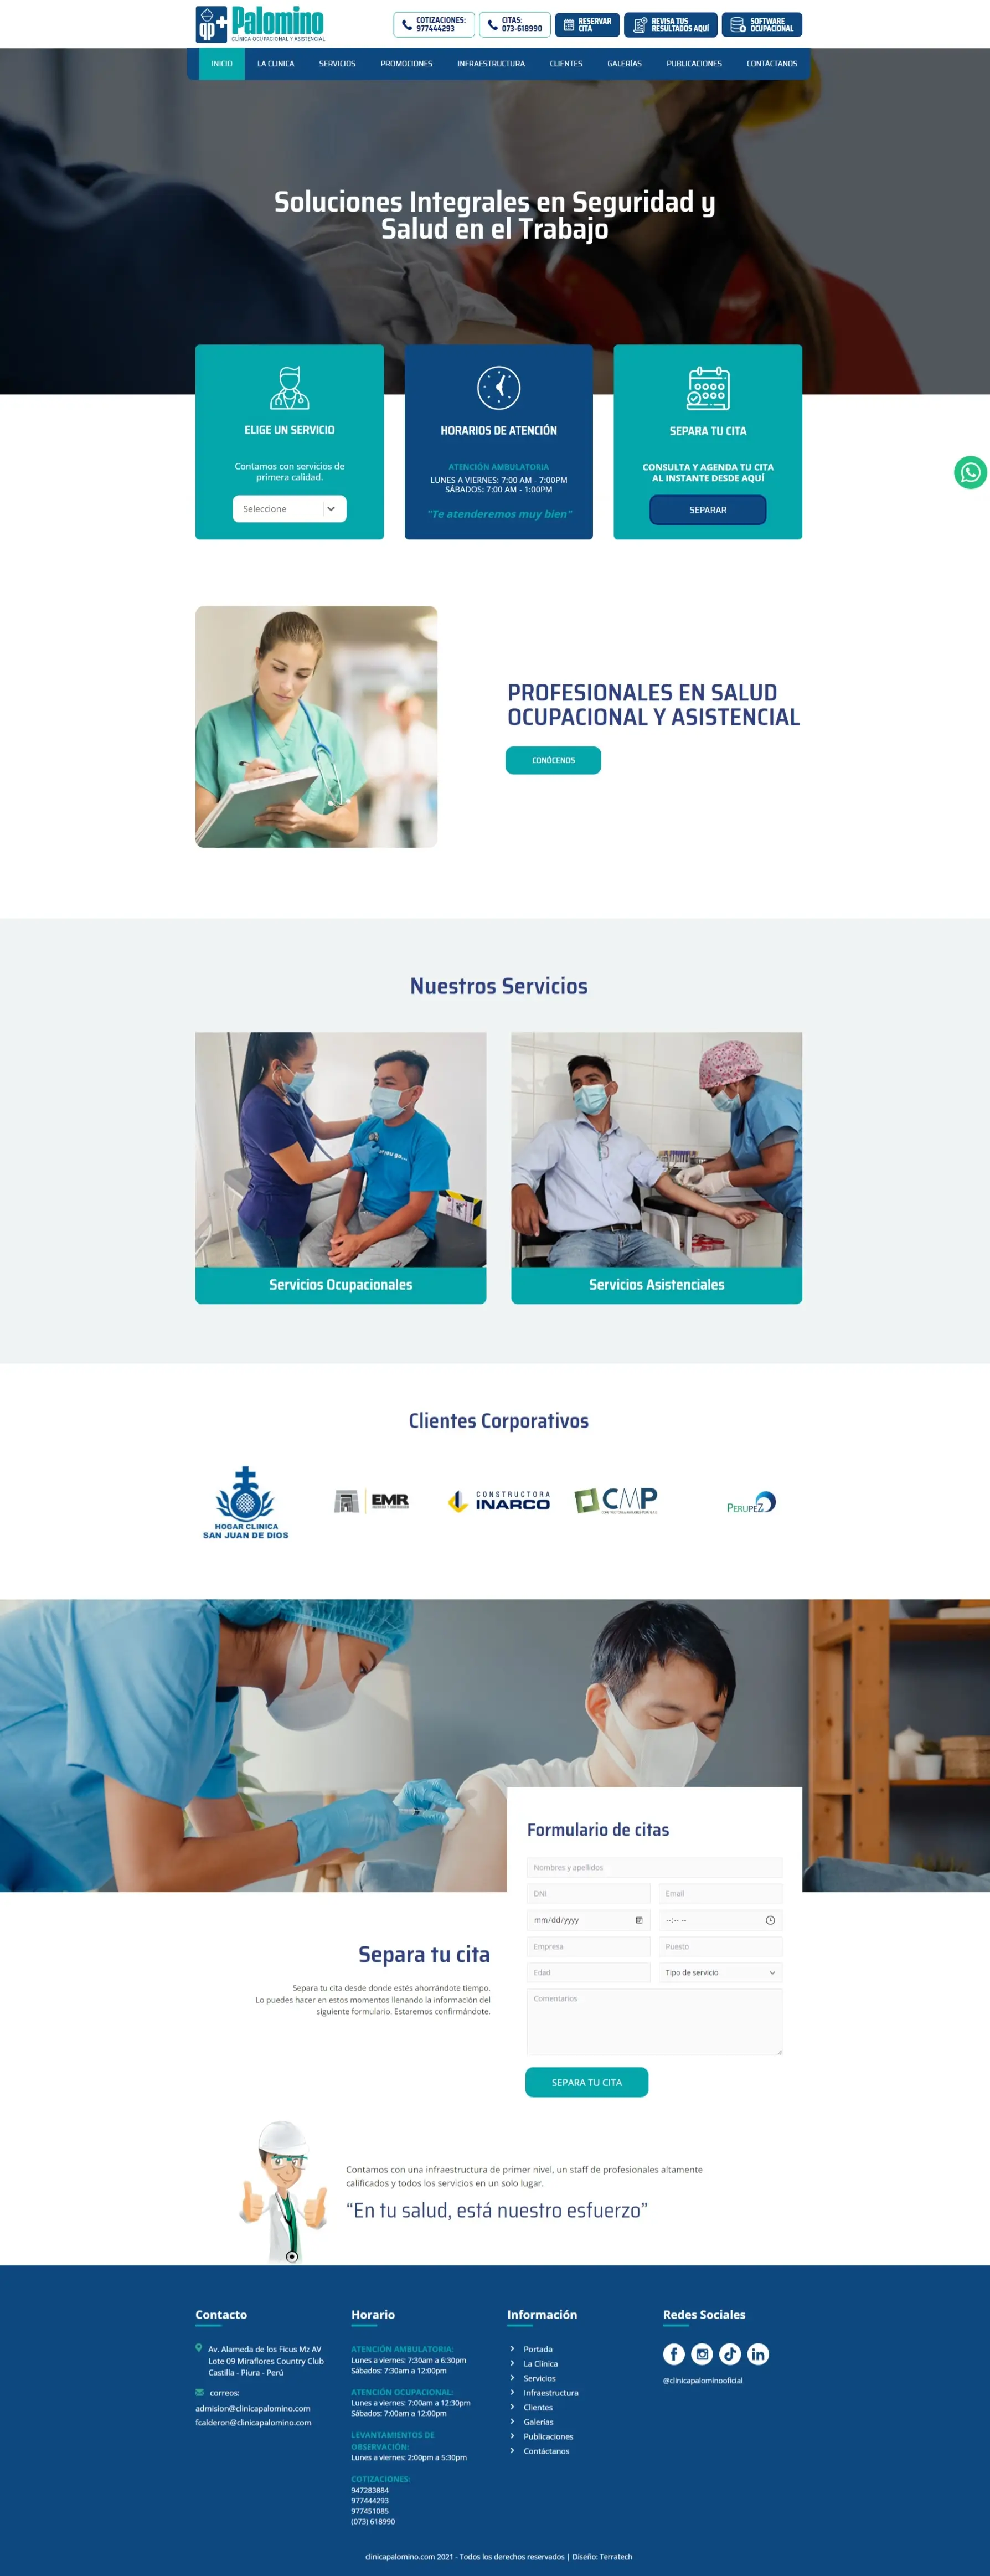 Palomino
CLÍNICA OCUPACIONAL Y ASISTENCIAL
COTIZACIONES:
977444293
CITAS:
073-618990
RESERVAR
CITA
REVISA TUS
RESULTADOS AQUÍ
SOFTWARE
OCUPACIONAL
INICIO
LA CLINICA
SERVICIOS
PROMOCIONES
INFRAESTRUCTURA
CLIENTES
GALERÍAS
PUBLICACIONES
CONTÁCTANOS
Soluciones Integrales en Seguridad y
Salud en el Trabajo
ELIGE UN SERVICIO
Contamos con servicios de
primera calidad.
Seleccione
HORARIOS DE ATENCIÓN
ATENCIÓN AMBULATORIA
LUNES A VIERNES: 7:00 AM - 7:00PM
SÁBADOS: 7:00 AM - 1:00PM
"Te atenderemos muy bien"
SEPARA TU CITA
CONSULTA Y AGENDA TU CITA
AL INSTANTE DESDE AQUÍ
SEPARAR
PROFESIONALES EN SALUD
OCUPACIONAL Y ASISTENCIAL
CONÓCENOS
Nuestros Servicios
Servicios Ocupacionales
Servicios Asistenciales
Clientes Corporativos
HOGAR CLINICA
SAN JUAN DE DIOS
EMR
CONSTRUCTORA
INARCO
CMP
PERUPEZ
Formulario de citas
Nombres y apellidos
DNI
Email
mm/dd/yyyy
--:-- --
Empresa
Puesto
Edad
Tipo de servicio
Comentarios
SEPARA TU CITA
Separa tu cita
Separa tu cita desde donde estés ahorrándote tiempo.
Lo puedes hacer en estos momentos llenando la información del
siguiente formulario. Estaremos confirmándote.
Contamos con una infraestructura de primer nivel, un staff de profesionales altamente
calificados y todos los servicios en un solo lugar.
“En tu salud, está nuestro esfuerzo”
Contacto
Av. Alameda de los Ficus Mz AV
Lote 09 Miraflores Country Club
Castilla - Piura - Perú
correos:
admision@clinicapalomino.com
fcalderon@clinicapalomino.com
Horario
ATENCIÓN AMBULATORIA:
Lunes a viernes: 7:30am a 6:30pm
Sábados: 7:30am a 12:00pm
ATENCIÓN OCUPACIONAL:
Lunes a viernes: 7:00am a 12:30pm
Sábados: 7:00am a 12:00pm
LEVANTAMIENTOS DE
OBSERVACIÓN:
Lunes a viernes: 2:00pm a 5:30pm
COTIZACIONES:
947283884
977444293
977451085
(073) 618990
Información
Portada
La Clínica
Servicios
Infraestructura
Clientes
Galerías
Publicaciones
Contáctanos
Redes Sociales
@clinicapalominooficial
clinicapalomino.com 2021 - Todos los derechos reservados | Diseño: Terratech